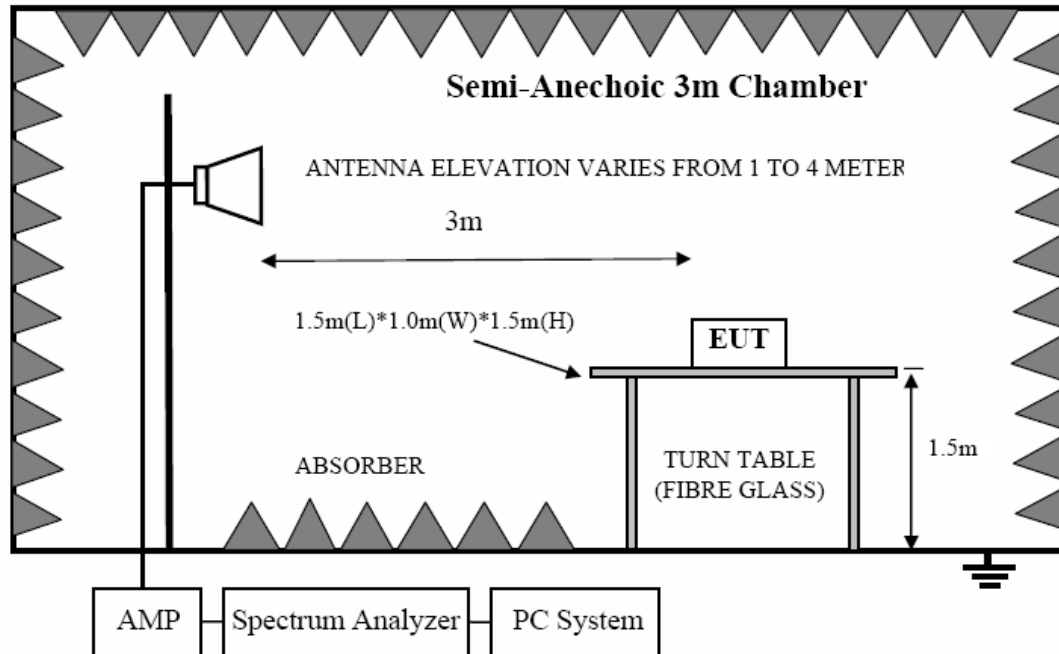 Semi-Anechoic 3m Chamber
ANTENNA ELEVATION VARIES FROM 1 TO 4 METER
3m
1.5m(L)*1.0m(W)*1.5m(H)
EUT
1.5m
ABSORBER
TURN TABLE
(FIBRE GLASS)
AMP
Spectrum Analyzer
PC System